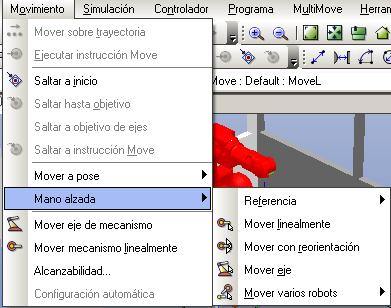 Movimiento Simulación Controlador Programa MultiMove Herrar
Mover sobre trayectoria
Ejecutar instrucción Move
Saltar a inicio
Move : Default : MoveL
Saltar hasta objetivo
Saltar a objetivo de ejes
Saltar a instrucción Move
Mover a pose
Mano alzada
Referencia
Mover eje de mecanismo
Mover linealmente
Mover mecanismo linealmente
Mover con reorientación
Alcanzabilidad...
Mover eje
Configuración automática
Mover varios robots